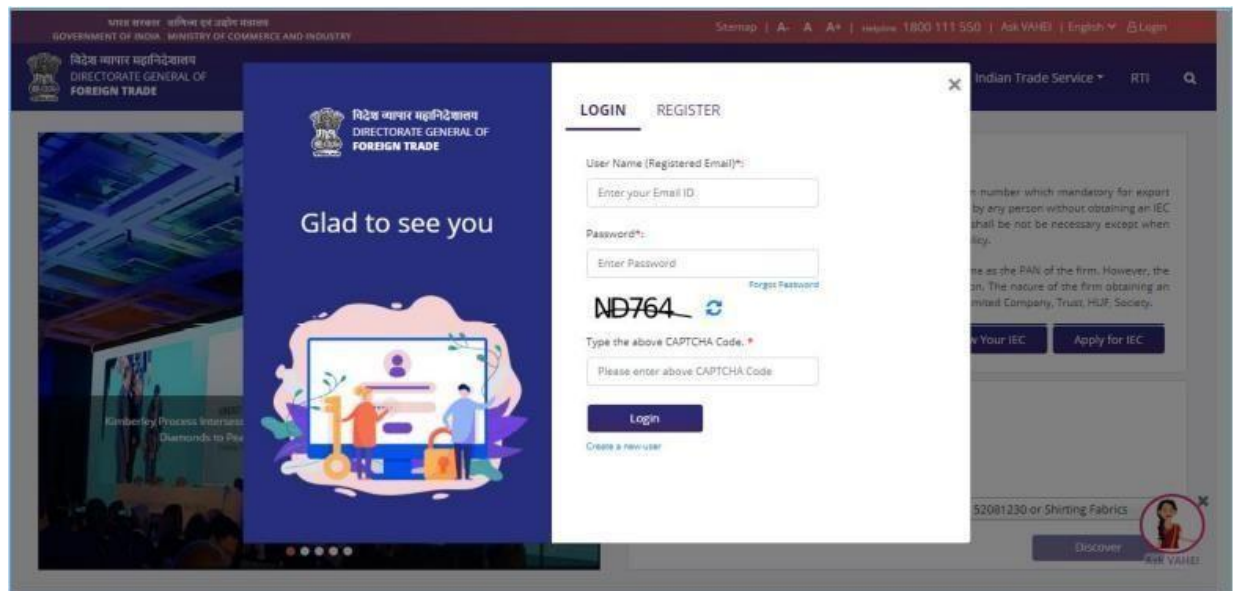 भारत सरकार वाणिज्य एवं उद्योग मंत्रालय
GOVERNMENT OF INDIA MINISTRY OF COMMERCE AND INDUSTRY
Sitemap | A- A A+ | Helpline 1800 111 550 | Ask VAHEI | English Login
विदेश व्यापार महानिदेशालय
DIRECTORATE GENERAL OF
FOREIGN TRADE
Indian Trade Service RTI
विदेश व्यापार महानिदेशालय
DIRECTORATE GENERAL OF
FOREIGN TRADE
Glad to see you
LOGIN REGISTER
User Name (Registered Email)*:
Enter your Email ID
Password*:
Enter Password
Forgot Password
ND764
Type the above CAPTCHA Code. *
Please enter above CAPTCHA Code
Login
Create a new user
number which mandatory for export
by any person without obtaining an IEC
shall be not be necessary except when
me as the PAN of the firm. However, the
The nature of the firm obtaining an
Limited Company, Trust, HUF, Society.
Your IEC Apply for IEC
Kimberley Process
Diamonds to
52081230 or Shirting Fabrics
Discover
Ask VAHEI